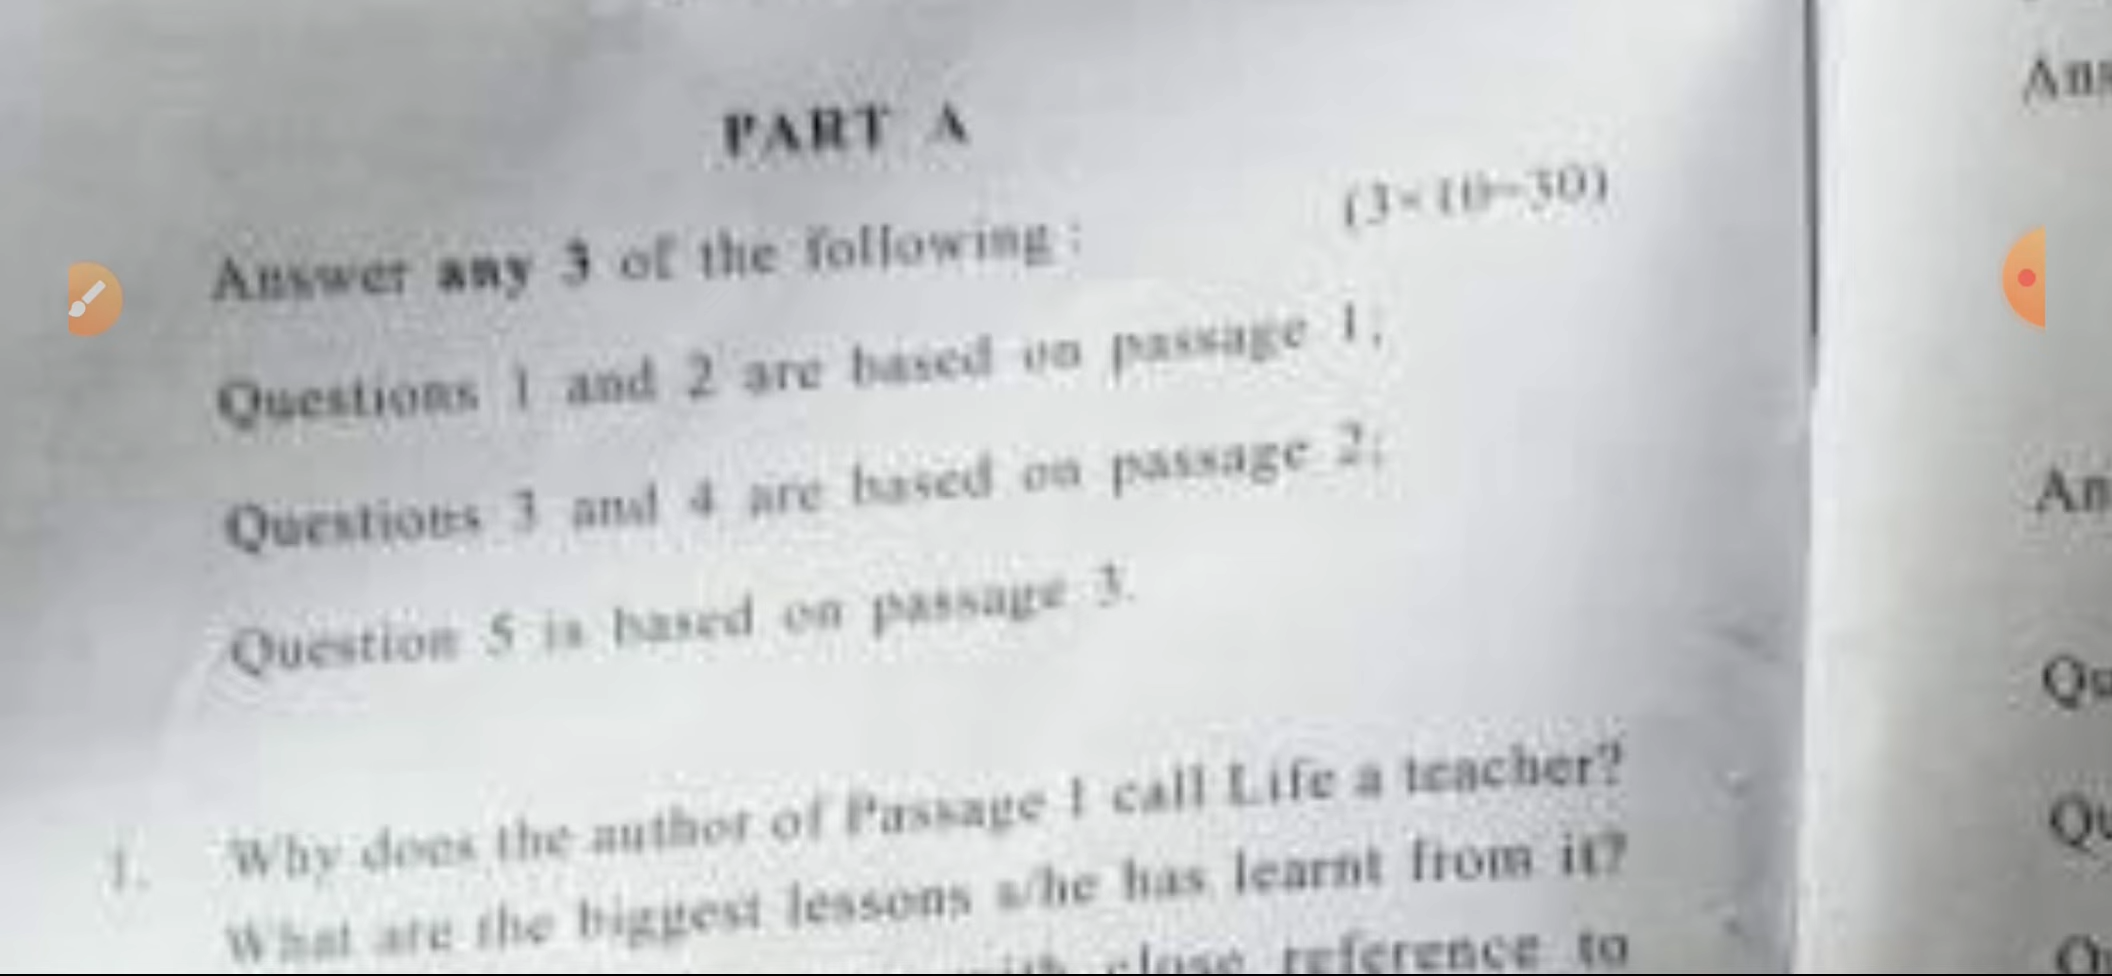 PART A
(3×10=30)
Answer any 3 of the following :
Questions 1 and 2 are based on passage 1;
Questions 3 and 4 are based on passage 2;
Question 5 is based on passage 3.
1. Why does the author of Passage 1 call Life a teacher?
What are the biggest lessons s/he has learnt from it?
with close reference to